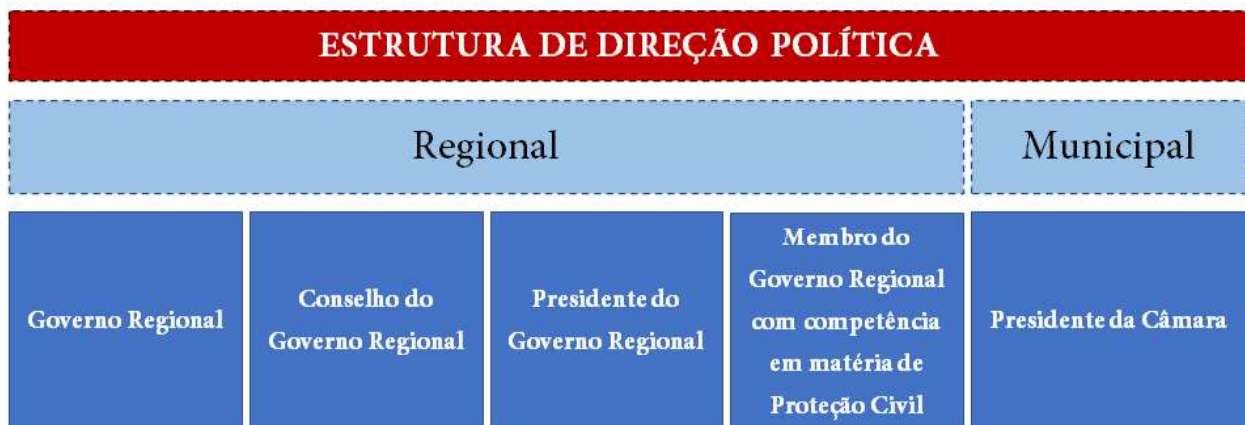 ESTRUTURA DE DIREÇÃO POLÍTICA
Regional
Municipal
Governo Regional
Conselho do
Governo Regional
Presidente do
Governo Regional
Membro do
Governo Regional
com competência
em matéria de
Proteção Civil
Presidente da Câmara